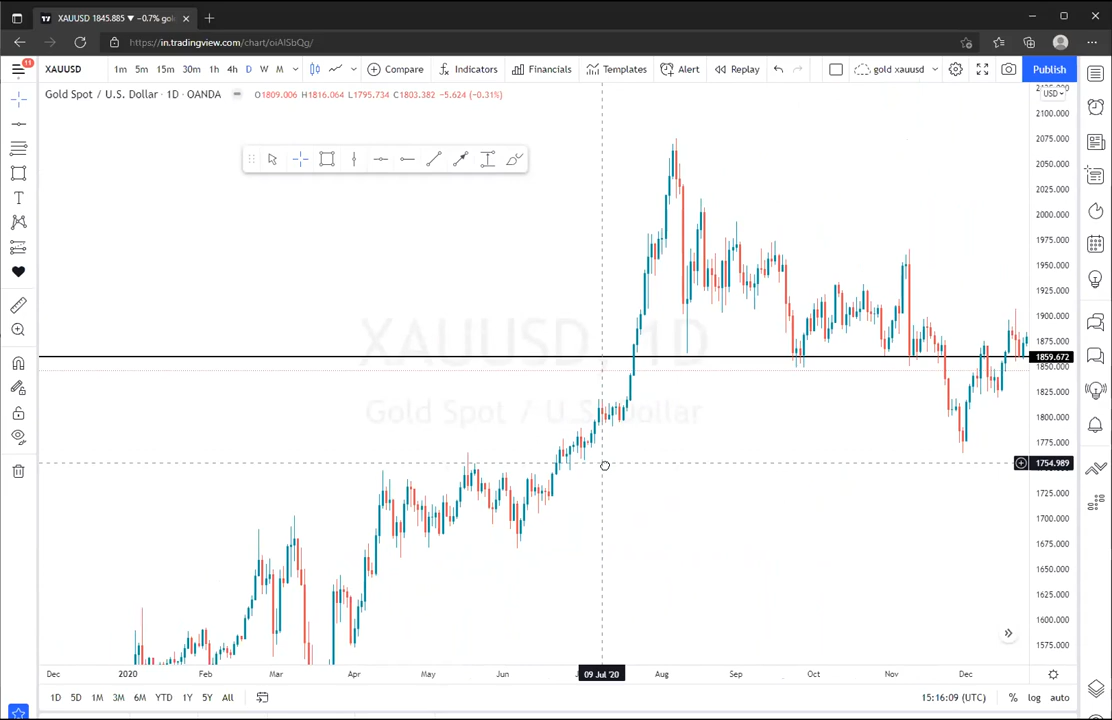 XAUUSD 1845.885 ▼ −0.7% gol
https://in.tradingview.com/chart/oiAlSbQg/
11
XAUUSD 1m 5m 15m 30m 1h 4h D W M Compare Indicators Financials Templates Alert Replay gold xauusd Publish
Gold Spot / U.S. Dollar · 1D · OANDA O1809.006 H1816.064 L1795.734 C1803.382 −5.624 (−0.31%)
USD
2125.000
2100.000
2075.000
2050.000
2025.000
2000.000
1975.000
1950.000
1925.000
1900.000
1875.000
XAUUSD, 1D
1859.672
1850.000
1825.000
Gold Spot / U.S. Dollar
1800.000
1775.000
1754.989
1725.000
1700.000
1675.000
1650.000
1625.000
1600.000
1575.000
Dec 2020 Feb Mar Apr May Jun 09 Jul '20 Aug Sep Oct Nov Dec
1D 5D 1M 3M 6M YTD 1Y 5Y All 15:16:09 (UTC) % log auto